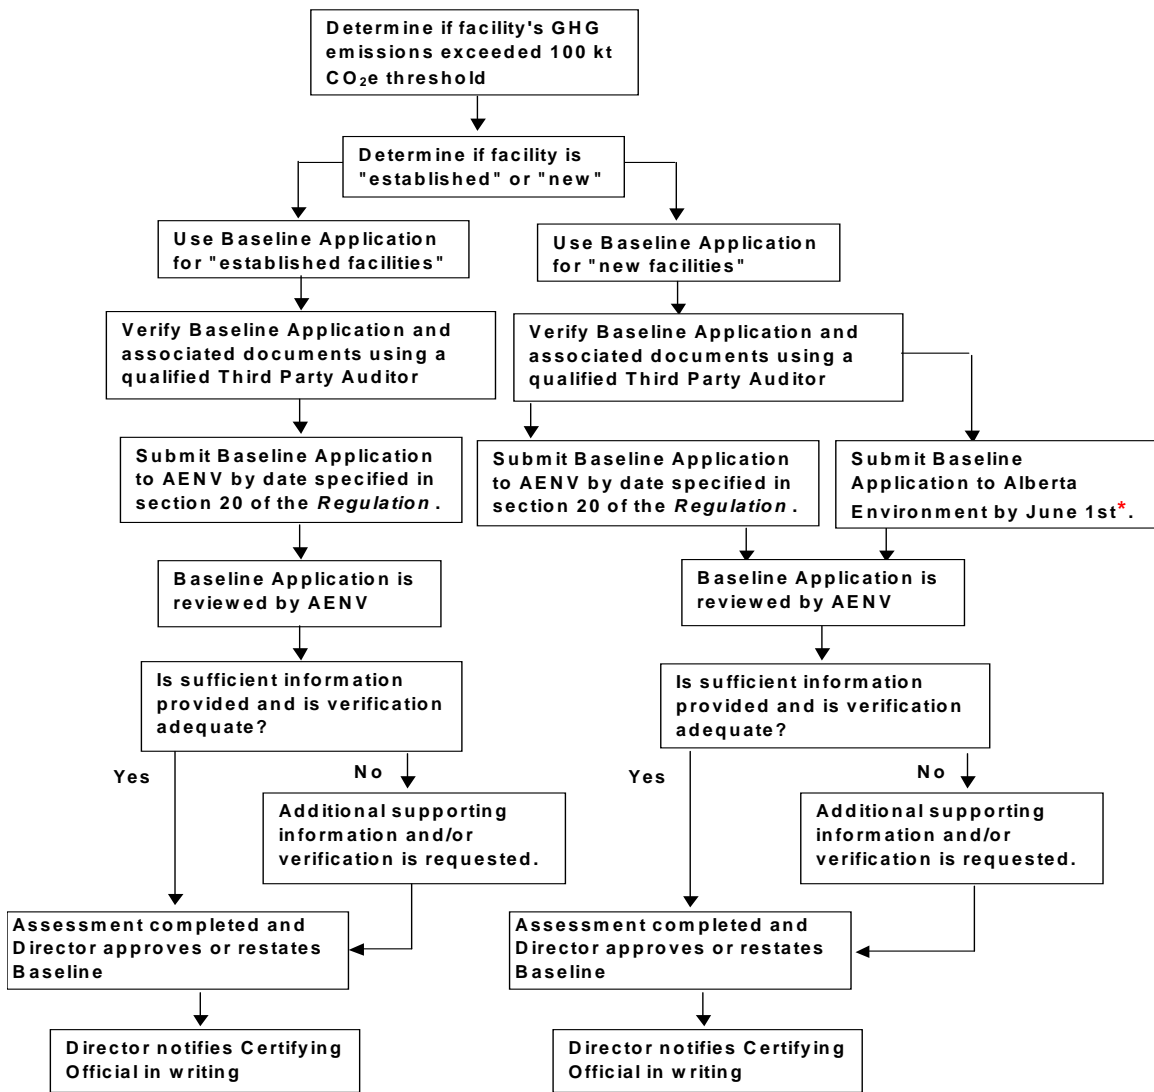 Determine if facility's GHG
emissions exceeded 100 kt
CO₂e threshold
Determine if facility is
"established" or "new"
Use Baseline Application
for "established facilities"
Use Baseline Application
for "new facilities"
Verify Baseline Application and
associated documents using a
qualified Third Party Auditor
Verify Baseline Application and
associated documents using a
qualified Third Party Auditor
Submit Baseline Application
to AENV by date specified in
section 20 of the Regulation .
Submit Baseline Application
to AENV by date specified in
section 20 of the Regulation .
Submit Baseline
Application to Alberta
Environment by June 1st*.
Baseline Application is
reviewed by AENV
Baseline Application is
reviewed by AENV
Is sufficient information
provided and is verification
adequate?
Is sufficient information
provided and is verification
adequate?
Yes
No
Yes
No
Additional supporting
information and/or
verification is requested.
Additional supporting
information and/or
verification is requested.
Assessment completed and
Director approves or restates
Baseline
Assessment completed and
Director approves or restates
Baseline
Director notifies Certifying
Official in writing
Director notifies Certifying
Official in writing